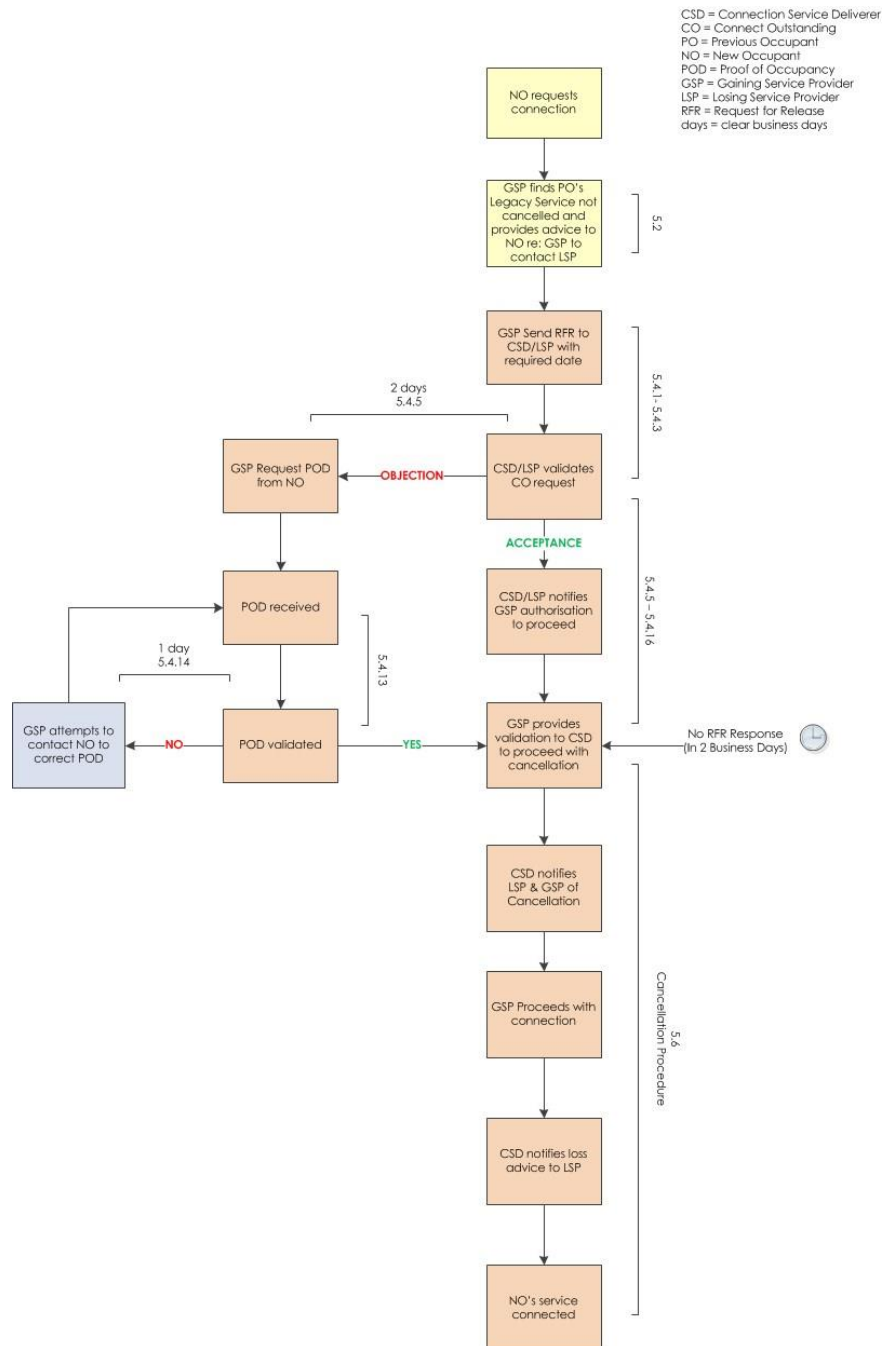 CSD = Connection Service Deliverer
CO = Connect Outstanding
PO = Previous Occupant
NO = New Occupant
POD = Proof of Occupancy
GSP = Gaining Service Provider
LSP = Losing Service Provider
RFR = Request for Release
days = clear business days
NO requests
connection
GSP finds PO's
Legacy Service not
cancelled and
provides advice to
NO re: GSP to
contact LSP
5.2
GSP Send RFR to
CSD/LSP with
required date
5.4.1- 5.4.3
2 days
5.4.5
GSP Request POD
from NO
OBJECTION
CSD/LSP validates
CO request
ACCEPTANCE
CSD/LSP notifies
GSP authorisation
to proceed
5.4.5 – 5.4.16
POD received
5.4.13
1 day
5.4.14
GSP attempts to
contact NO to
correct POD
NO
POD validated
YES
GSP provides
validation to CSD
to proceed with
cancellation
No RFR Response
(In 2 Business Days)
CSD notifies
LSP & GSP of
Cancellation
GSP Proceeds with
connection
5.6
Cancellation Procedure
CSD notifies loss
advice to LSP
NO's service
connected